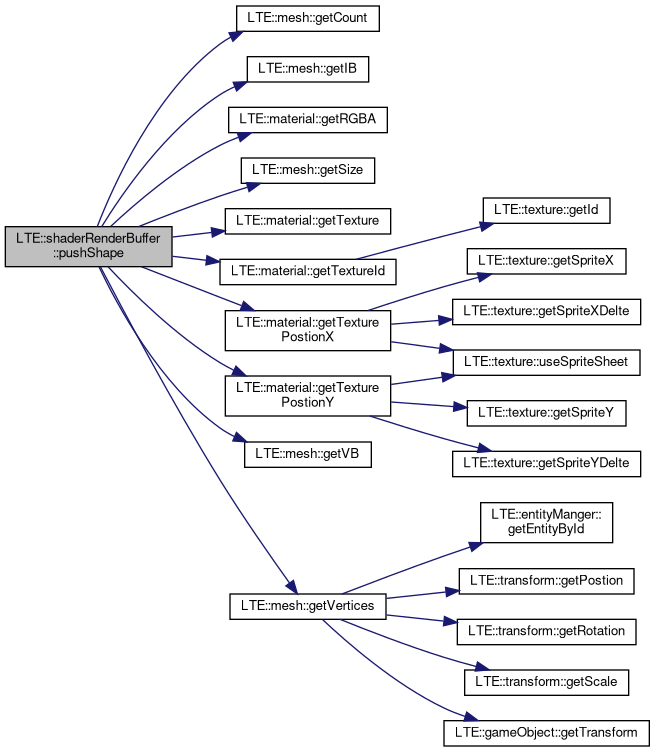 LTE::mesh::getCount
LTE::mesh::getIB
LTE::material::getRGBA
LTE::mesh::getSize
LTE::material::getTexture
LTE::shaderRenderBuffer
::pushShape
LTE::material::getTextureId
LTE::texture::getId
LTE::material::getTexture
PostionX
LTE::texture::getSpriteX
LTE::texture::getSpriteXDelte
LTE::texture::useSpriteSheet
LTE::material::getTexture
PostionY
LTE::texture::getSpriteY
LTE::texture::getSpriteYDelte
LTE::mesh::getVB
LTE::mesh::getVertices
LTE::entityManger::
getEntityById
LTE::transform::getPostion
LTE::transform::getRotation
LTE::transform::getScale
LTE::gameObject::getTransform